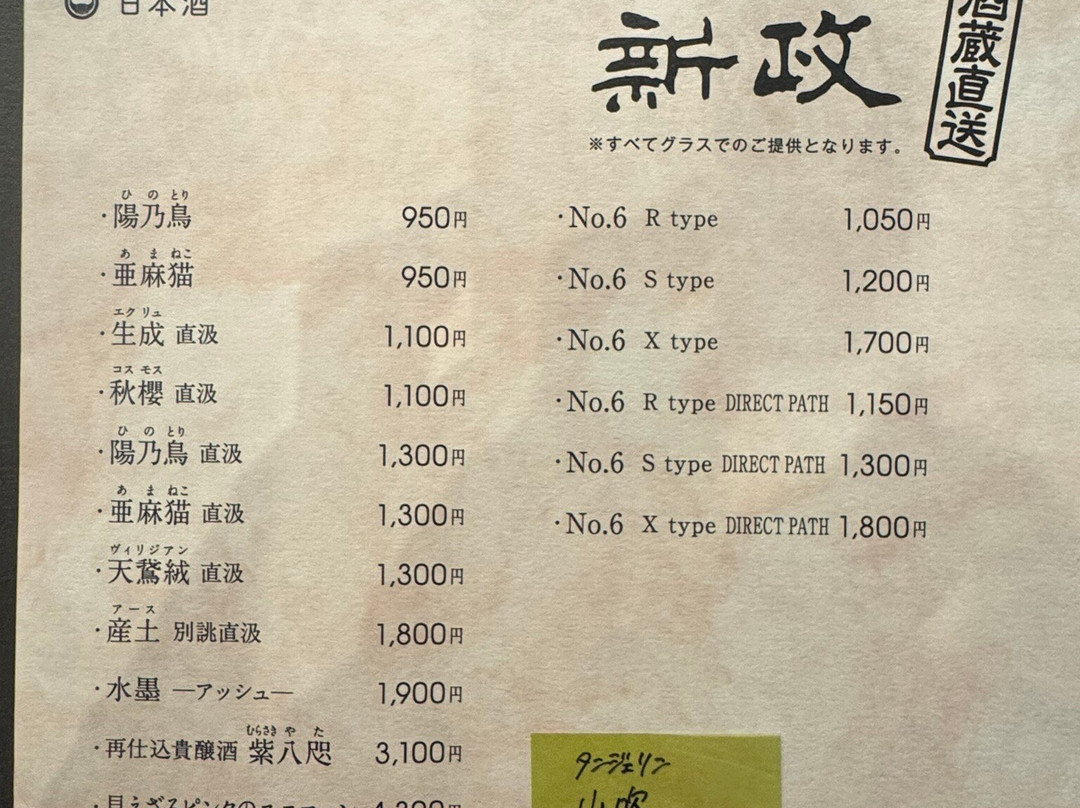 日本酒
新政
酒蔵直送
※すべてグラスでのご提供となります。
・陽乃鳥 ひのとり 950円
・亜麻猫 あまねこ 950円
・生成 エクリュ 直汲 1,100円
・秋櫻 コスモス 直汲 1,100円
・陽乃鳥 ひのとり 直汲 1,300円
・亜麻猫 あまねこ 直汲 1,300円
・天鵞絨 ヴィリジアン 直汲 1,300円
・産土 アース 別誂直汲 1,800円
・水墨 ―アッシュ― 1,900円
・再仕込貴醸酒 紫八咫 むらさきやた 3,100円
・見えざるピンクの
・No.6 R type 1,050円
・No.6 S type 1,200円
・No.6 X type 1,700円
・No.6 R type DIRECT PATH 1,150円
・No.6 S type DIRECT PATH 1,300円
・No.6 X type DIRECT PATH 1,800円
タンジェリン
山吹